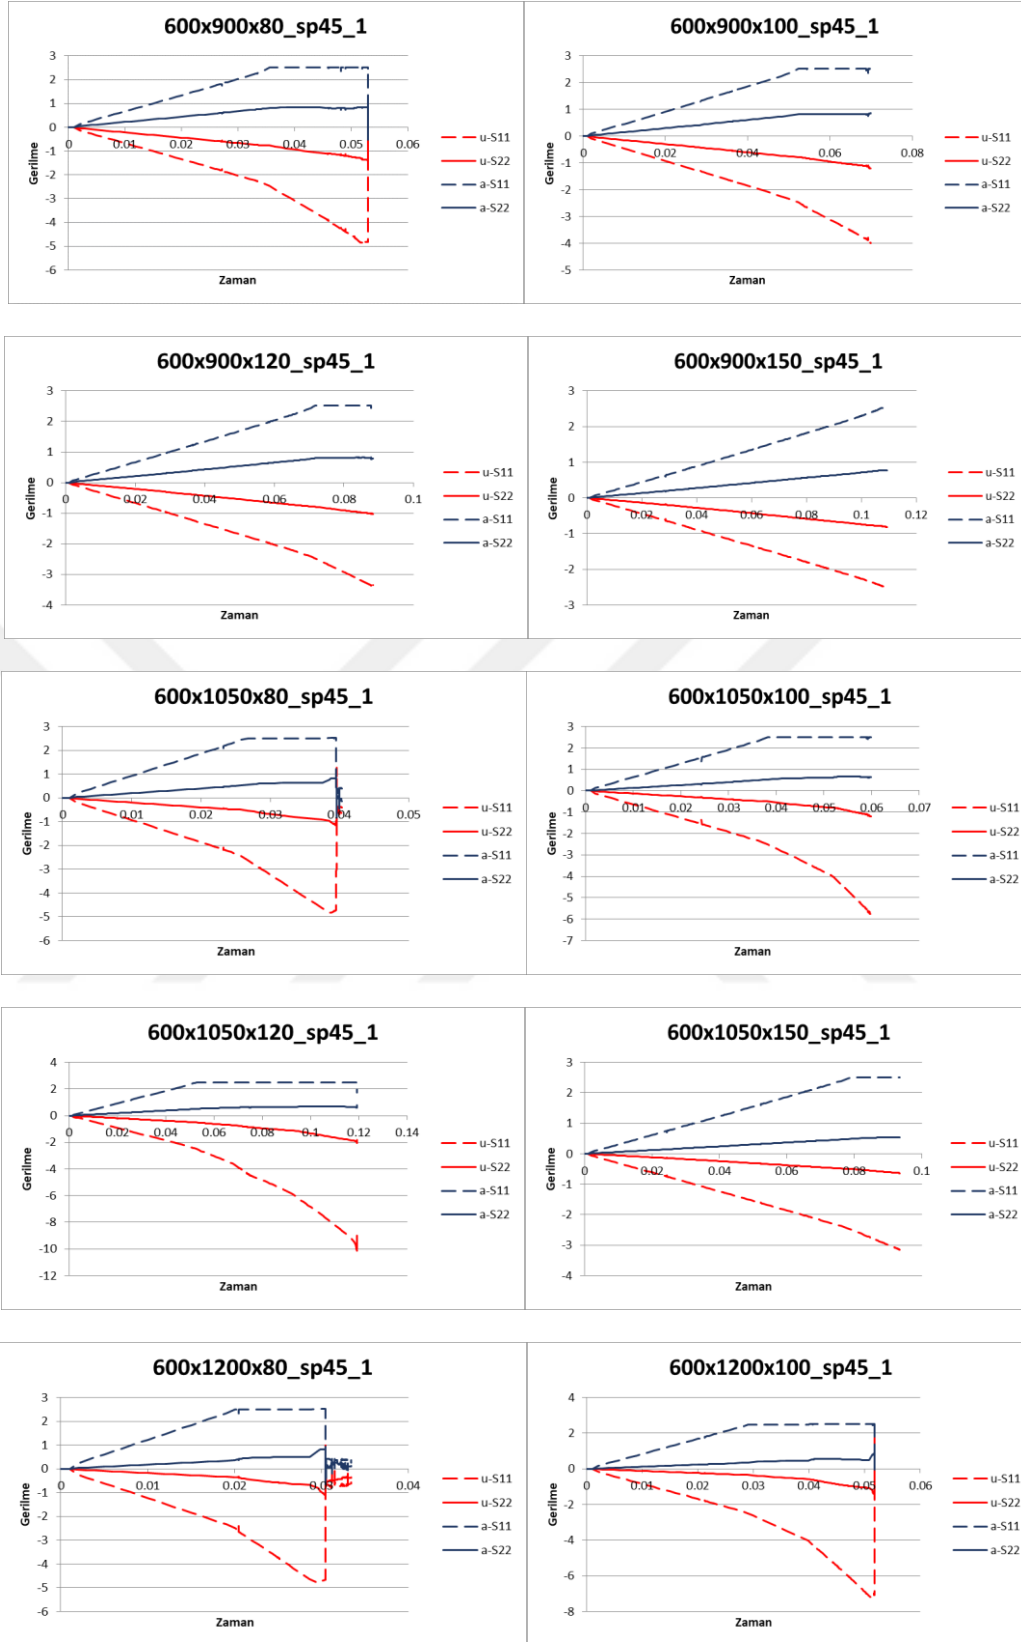 600x900x80_sp45_1
3
2
1
0
-1
-2
-3
-4
-5
-6
0 0.01 0.02 0.03 0.04 0.05 0.06
Gerilme
Zaman
u-S11
u-S22
a-S11
a-S22
600x900x100_sp45_1
3
2
1
0
-1
-2
-3
-4
-5
0 0.02 0.04 0.06 0.08
Gerilme
Zaman
u-S11
u-S22
a-S11
a-S22
600x900x120_sp45_1
3
2
1
0
-1
-2
-3
-4
0 0.02 0.04 0.06 0.08 0.1
Gerilme
Zaman
u-S11
u-S22
a-S11
a-S22
600x900x150_sp45_1
3
2
1
0
-1
-2
-3
0 0.02 0.04 0.06 0.08 0.1 0.12
Gerilme
Zaman
u-S11
u-S22
a-S11
a-S22
600x1050x80_sp45_1
3
2
1
0
-1
-2
-3
-4
-5
-6
0 0.01 0.02 0.03 0.04 0.05
Gerilme
Zaman
u-S11
u-S22
a-S11
a-S22
600x1050x100_sp45_1
3
2
1
0
-1
-2
-3
-4
-5
-6
-7
0 0.01 0.02 0.03 0.04 0.05 0.06 0.07
Gerilme
Zaman
u-S11
u-S22
a-S11
a-S22
600x1050x120_sp45_1
4
2
0
-2
-4
-6
-8
-10
-12
0 0.02 0.04 0.06 0.08 0.1 0.12 0.14
Gerilme
Zaman
u-S11
u-S22
a-S11
a-S22
600x1050x150_sp45_1
3
2
1
0
-1
-2
-3
-4
0 0.02 0.04 0.06 0.08 0.1
Gerilme
Zaman
u-S11
u-S22
a-S11
a-S22
600x1200x80_sp45_1
3
2
1
0
-1
-2
-3
-4
-5
-6
0 0.01 0.02 0.03 0.04
Gerilme
Zaman
u-S11
u-S22
a-S11
a-S22
600x1200x100_sp45_1
4
2
0
-2
-4
-6
-8
0 0.01 0.02 0.03 0.04 0.05 0.06
Gerilme
Zaman
u-S11
u-S22
a-S11
a-S22